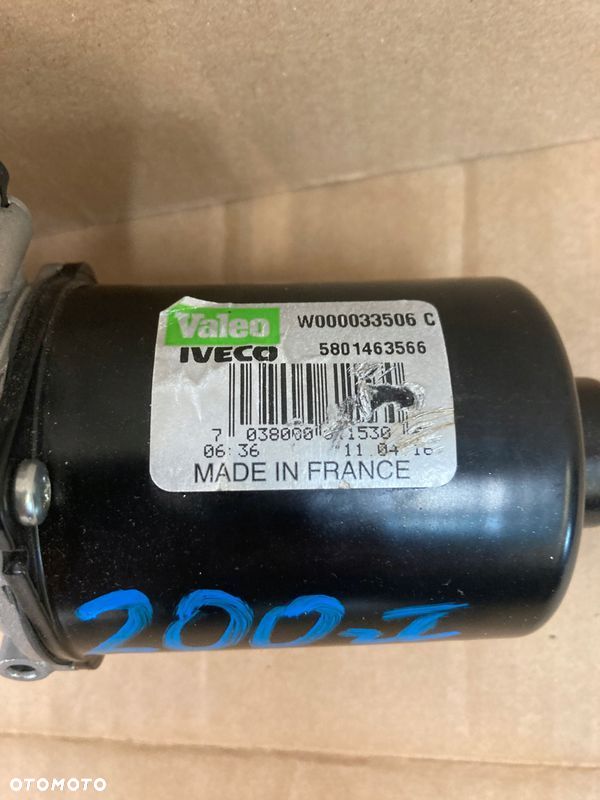 Valeo W000033506 C
IVECO 5801463566
06:36 11.04.16
MADE IN FRANCE
200zł
OTOMOTO